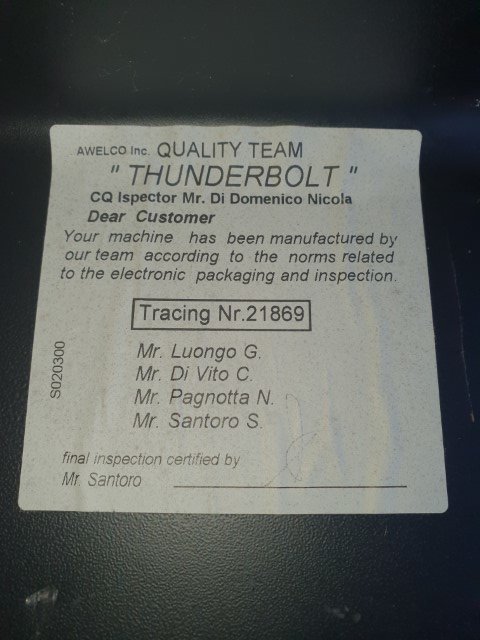 AWELCO Inc. QUALITY TEAM
" THUNDERBOLT "
CQ Ispector Mr. Di Domenico Nicola
Dear Customer
Your machine has been manufactured by
our team according to the norms related
to the electronic packaging and inspection.
Tracing Nr.21869
Mr. Luongo G.
Mr. Di Vito C.
Mr. Pagnotta N.
Mr. Santoro S.
S020300
final inspection certified by
Mr. Santoro